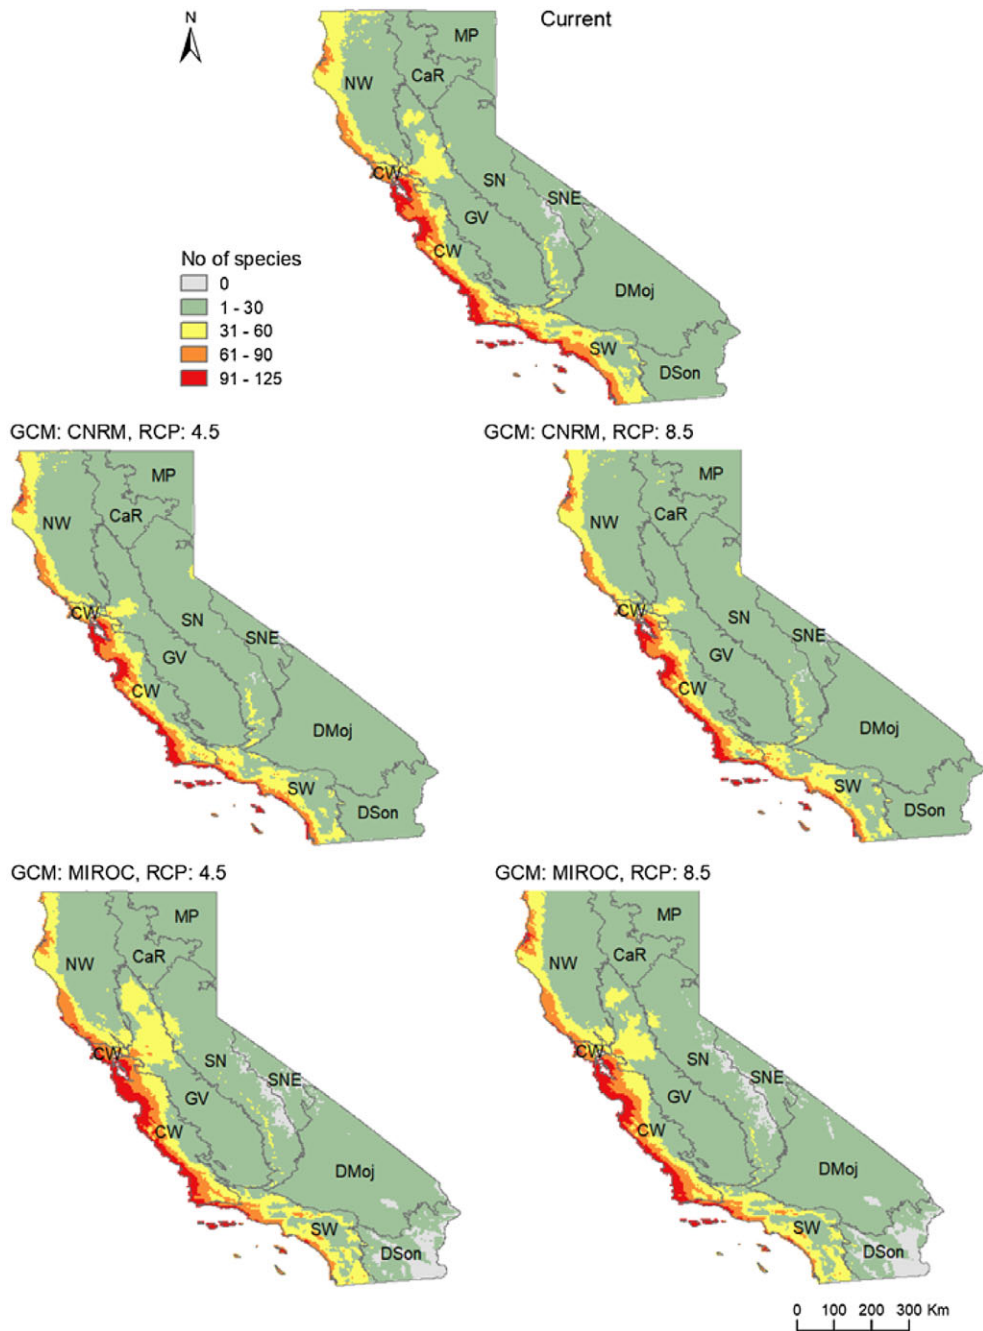 N
Current
MP
CaR
NW
CW
SN
SNE
GV
CW
DMoj
SW
DSon
No of species
0
1 - 30
31 - 60
61 - 90
91 - 125
GCM: CNRM, RCP: 4.5
MP
CaR
NW
CW
SN
SNE
GV
CW
DMoj
SW
DSon
GCM: CNRM, RCP: 8.5
MP
CaR
NW
CW
SN
SNE
GV
CW
DMoj
SW
DSon
GCM: MIROC, RCP: 4.5
MP
CaR
NW
CW
SN
SNE
GV
CW
DMoj
SW
DSon
GCM: MIROC, RCP: 8.5
MP
CaR
NW
CW
SN
SNE
GV
CW
DMoj
SW
DSon
0 100 200 300 Km